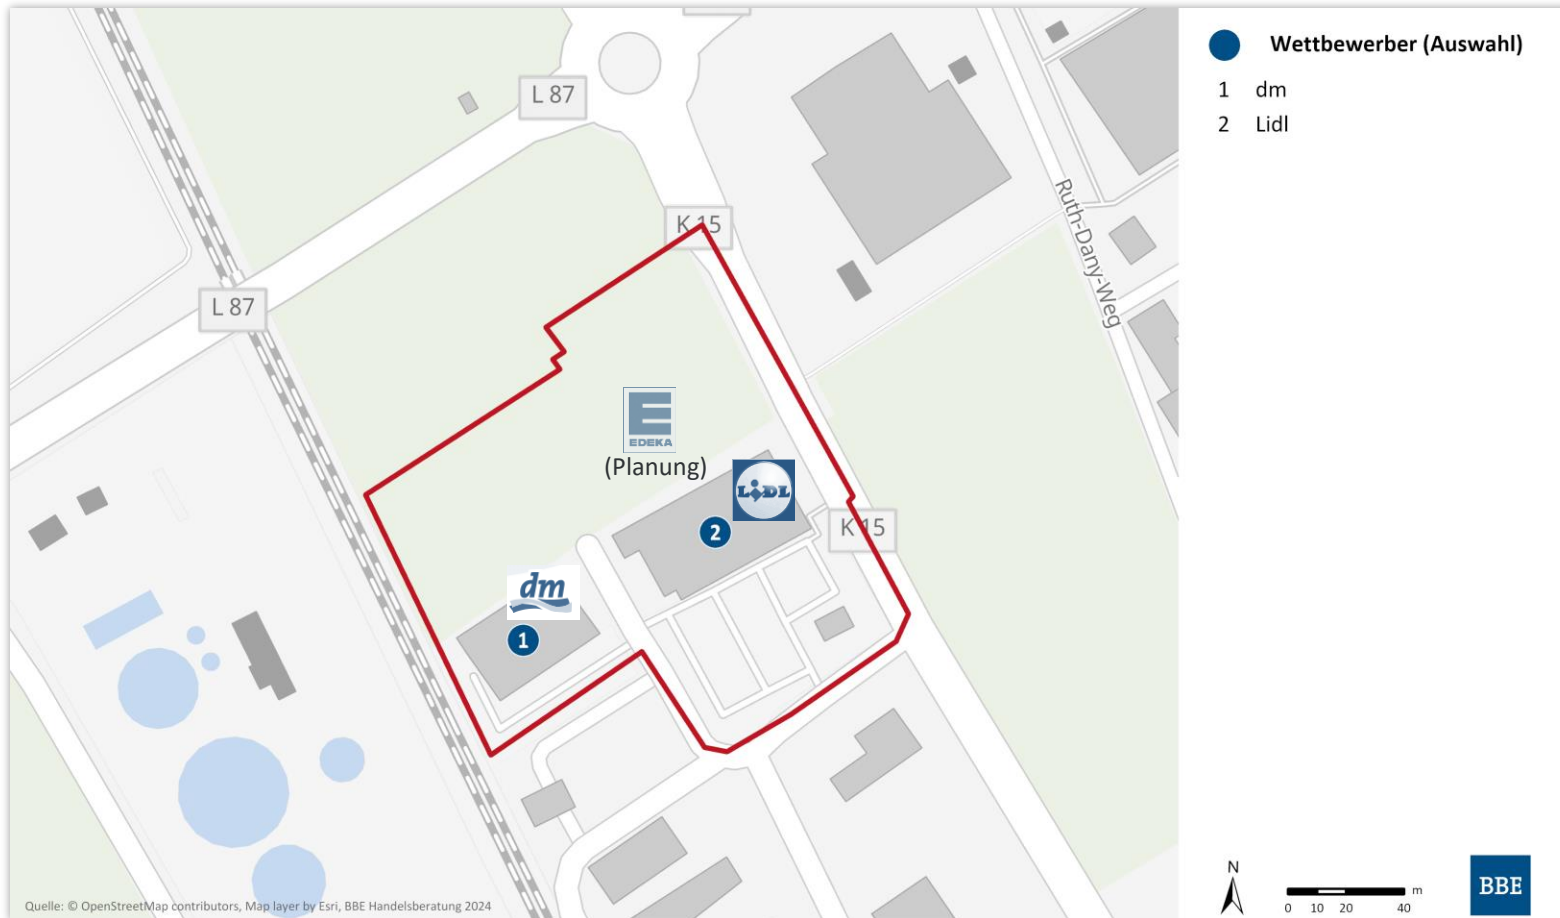 Wettbewerber (Auswahl)
1 dm
2 Lidl
L 87
K 15
L 87
Ruth-Dany-Weg
E
EDEKA
(Planung)
LIDL
2
K 15
dm
1
N
m
0 10 20 40
BBE
Quelle: © OpenStreetMap contributors, Map layer by Esri, BBE Handelsberatung 2024